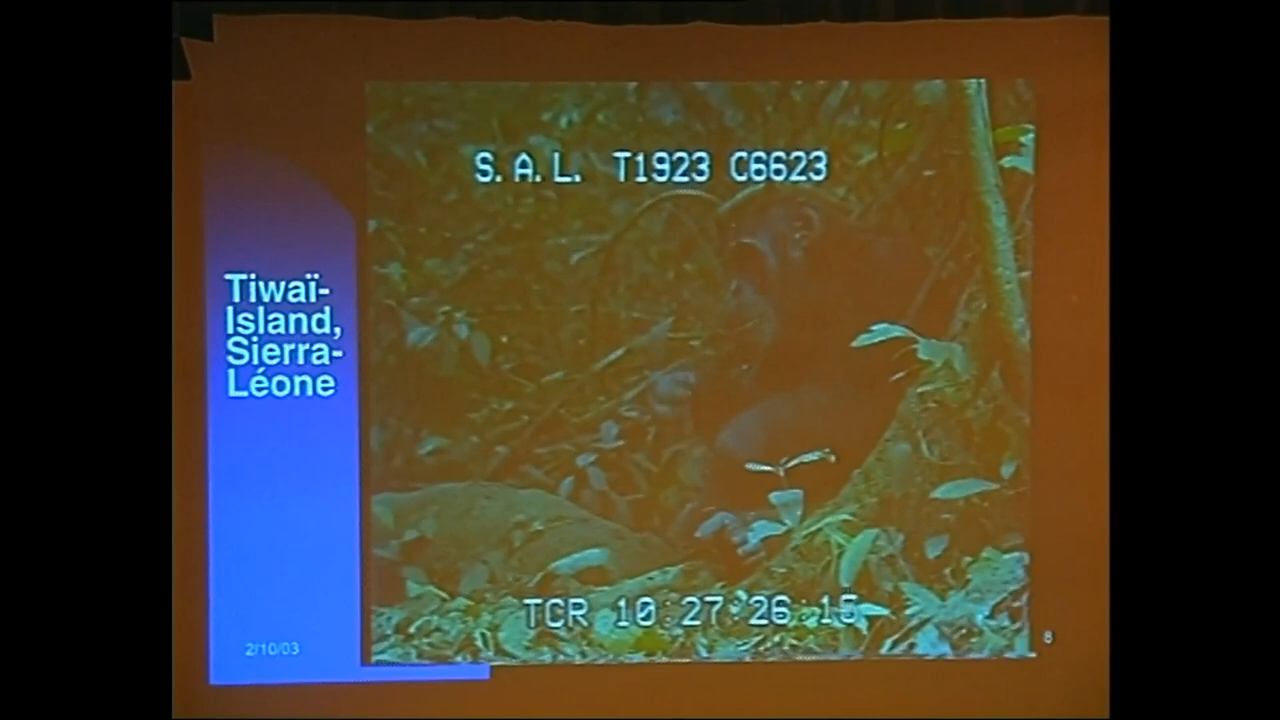 S.A.L. T1923 C6623
Tiwaï-
Island,
Sierra-
Léone
TCR 10:27:26:15
2/10/03
8